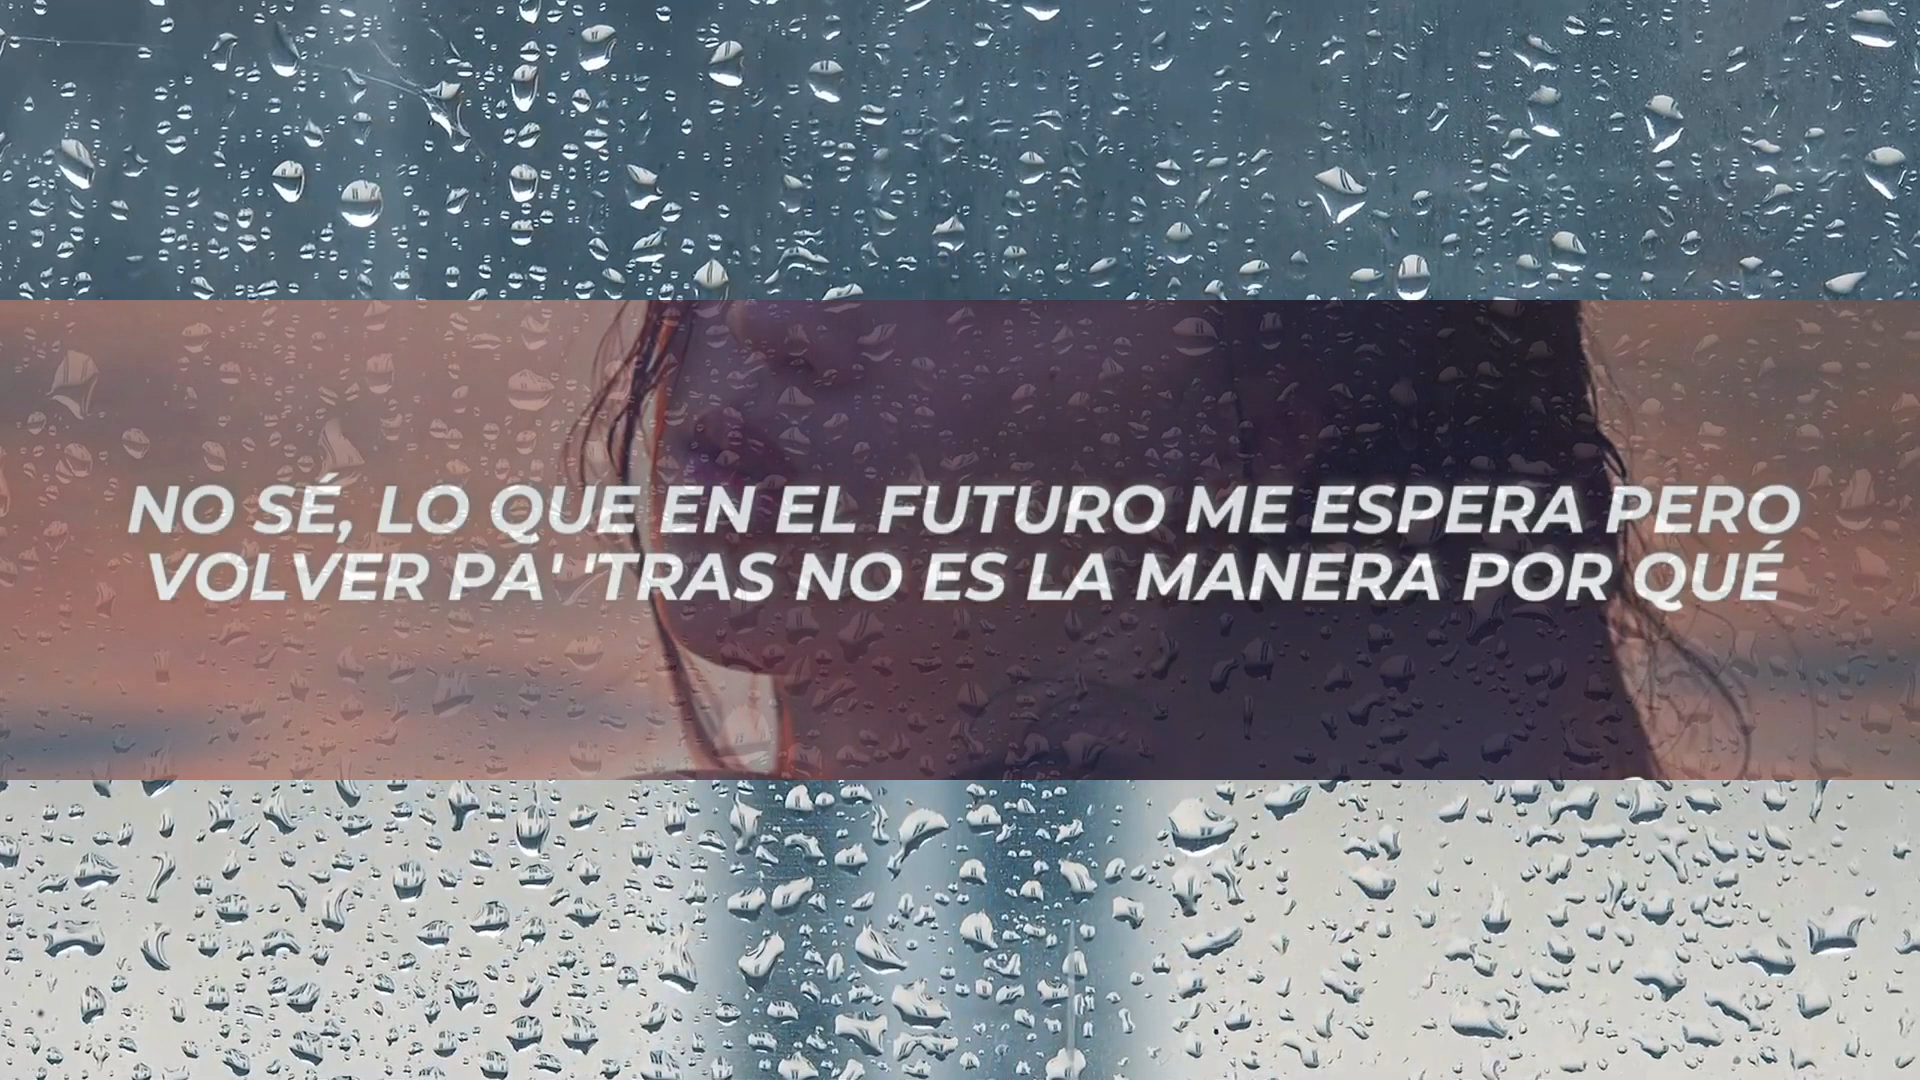 NO SÉ, LO QUE EN EL FUTURO ME ESPERA PERO
VOLVER PA' 'TRAS NO ES LA MANERA POR QUÉ